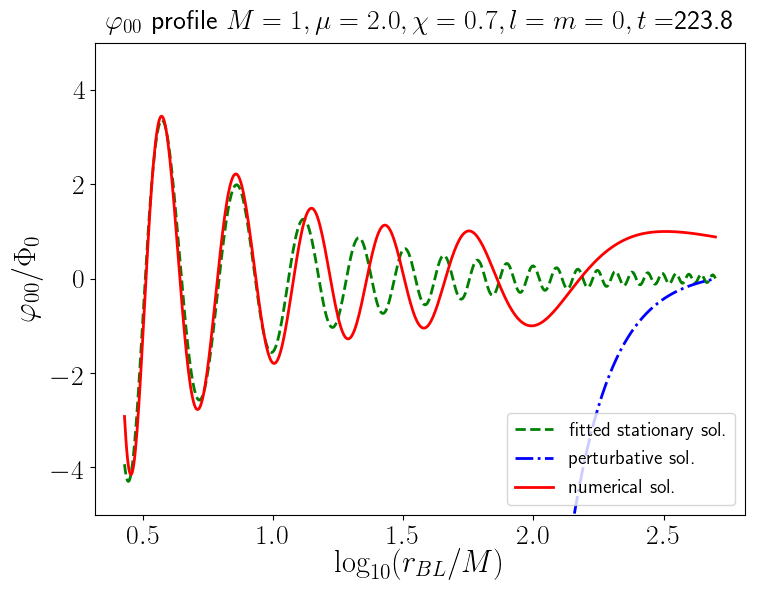 φ₀₀ profile M = 1, μ = 2.0, χ = 0.7, l = m = 0, t =223.8
φ₀₀/Φ₀
4
2
0
−2
−4
fitted stationary sol.
perturbative sol.
numerical sol.
0.5 1.0 1.5 2.0 2.5
log₁₀(r_BL/M)